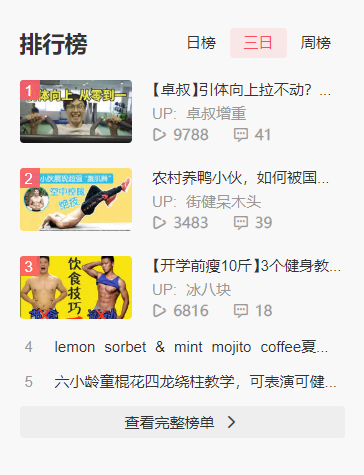 排行榜 日榜 三日 周榜
1
引体向上 从零到一
【卓叔】引体向上拉不动？...
UP: 卓叔增重
9788 41
2
空中控腿
绝技
农村养鸭小伙，如何被国...
UP: 街健呆木头
3483 39
3
饮食技巧
【开学前瘦10斤】3个健身教...
UP: 冰八块
6816 18
4 lemon sorbet & mint mojito coffee夏...
5 六小龄童棍花四龙绕柱教学，可表演可健...
查看完整榜单 >